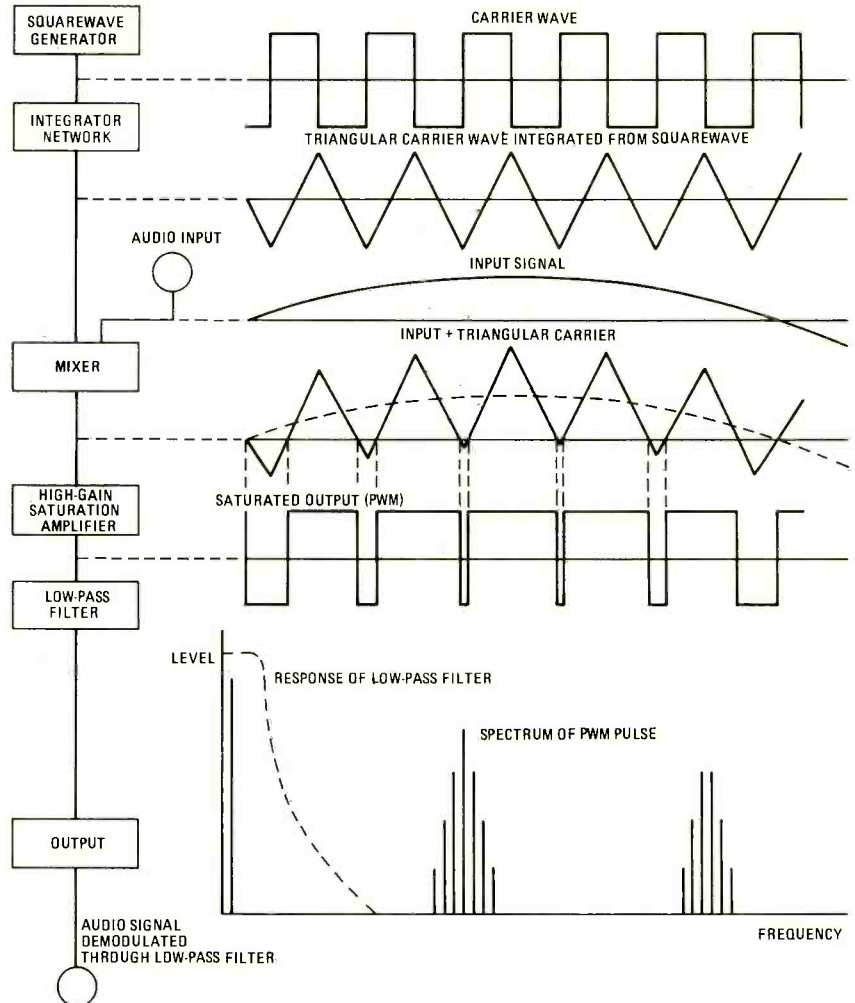 SQUAREWAVE
GENERATOR
CARRIER WAVE
INTEGRATOR
NETWORK
TRIANGULAR CARRIER WAVE INTEGRATED FROM SQUAREWAVE
AUDIO INPUT
INPUT SIGNAL
INPUT + TRIANGULAR CARRIER
MIXER
HIGH-GAIN
SATURATION
AMPLIFIER
SATURATED OUTPUT (PWM)
LOW-PASS
FILTER
LEVEL
RESPONSE OF LOW-PASS FILTER
SPECTRUM OF PWM PULSE
OUTPUT
FREQUENCY
AUDIO SIGNAL
DEMODULATED
THROUGH LOW-PASS FILTER